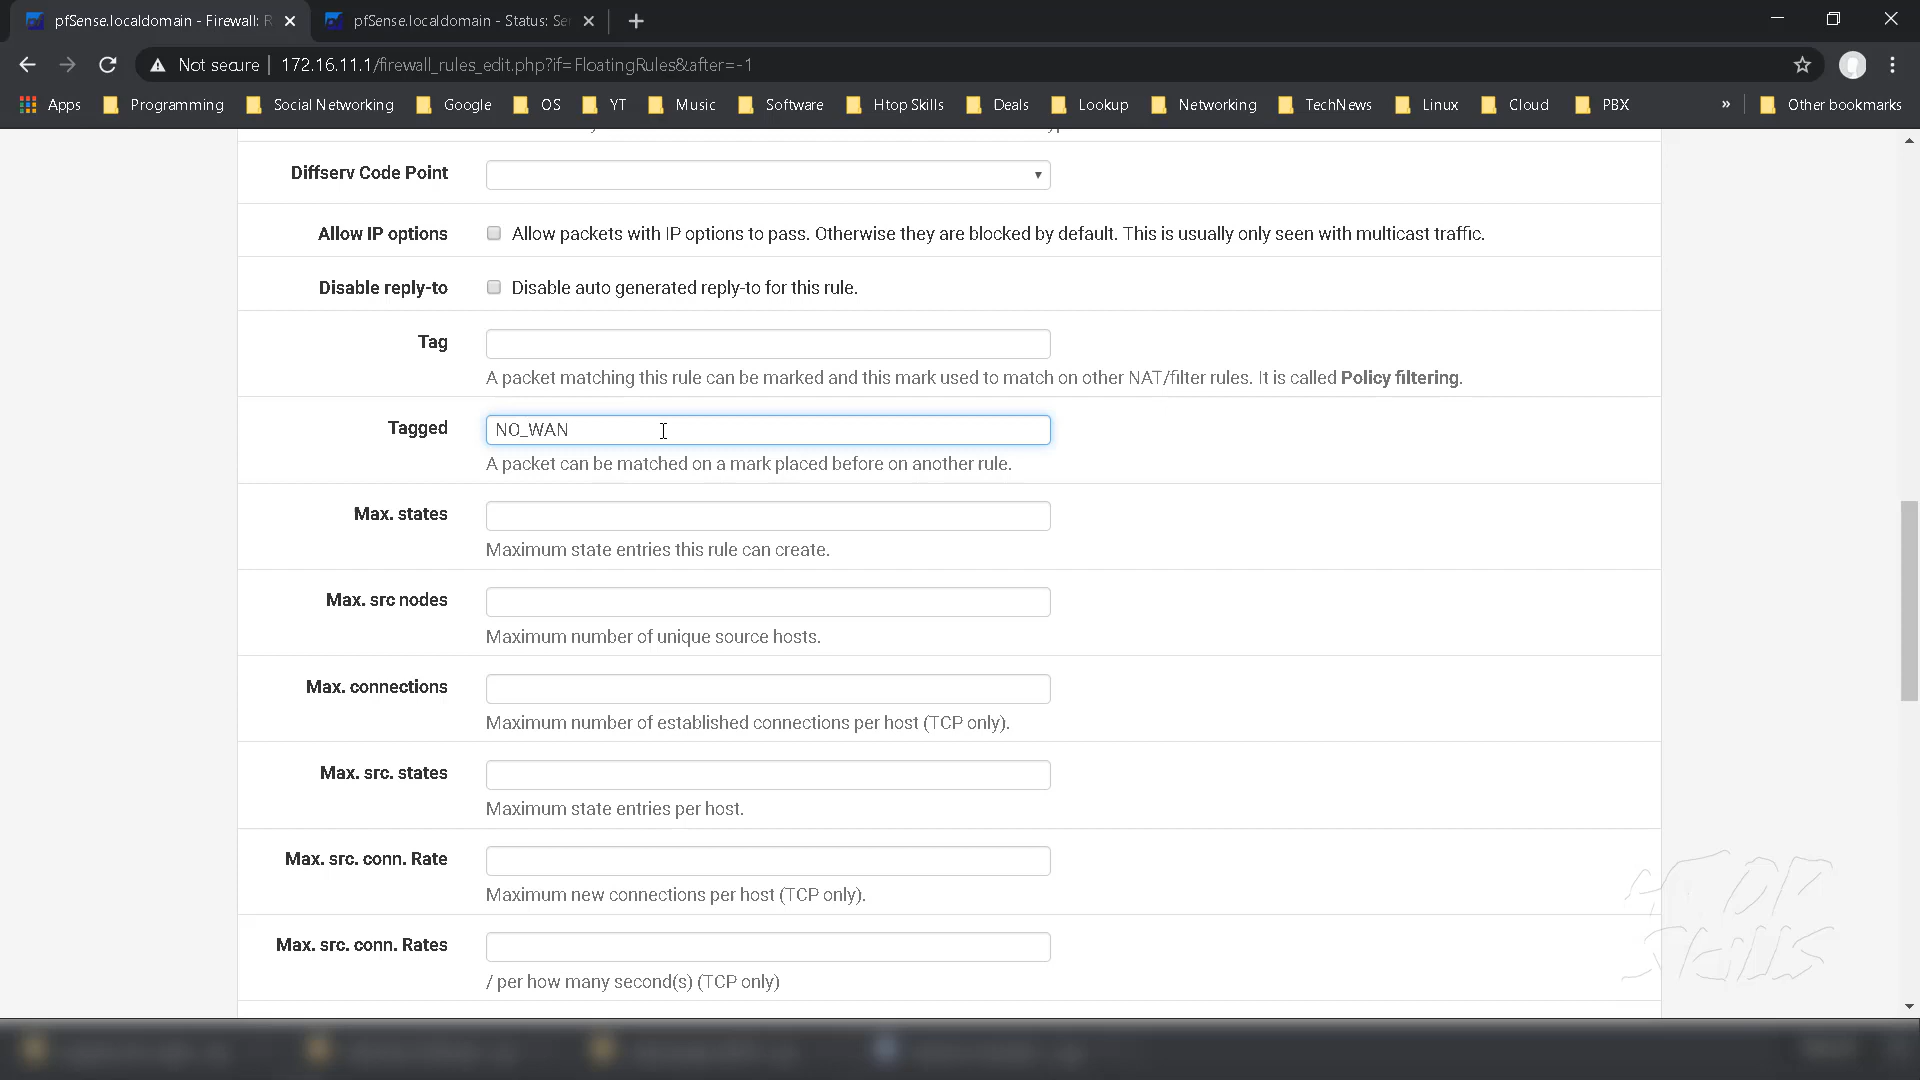 pfSense.localdomain - Firewall: R
pfSense.localdomain - Status: Se
Not secure | 172.16.11.1/firewall_rules_edit.php?if=FloatingRules&after=-1
Apps Programming Social Networking Google OS YT Music Software Htop Skills Deals Lookup Networking TechNews Linux Cloud PBX » Other bookmarks
Diffserv Code Point
Allow IP options Allow packets with IP options to pass. Otherwise they are blocked by default. This is usually only seen with multicast traffic.
Disable reply-to Disable auto generated reply-to for this rule.
Tag
A packet matching this rule can be marked and this mark used to match on other NAT/filter rules. It is called Policy filtering.
Tagged NO_WAN
A packet can be matched on a mark placed before on another rule.
Max. states
Maximum state entries this rule can create.
Max. src nodes
Maximum number of unique source hosts.
Max. connections
Maximum number of established connections per host (TCP only).
Max. src. states
Maximum state entries per host.
Max. src. conn. Rate
Maximum new connections per host (TCP only).
Max. src. conn. Rates
/ per how many second(s) (TCP only)
HTOP
SKillS